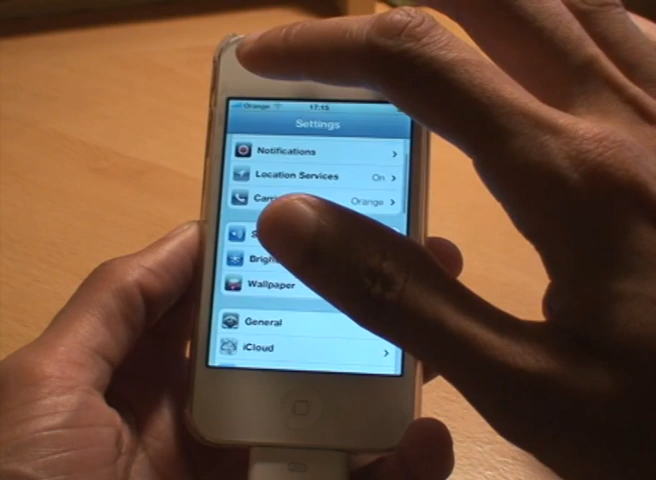 Orange 17:15
Settings
Notifications
Location Services On
Orange
Wallpaper
General
iCloud